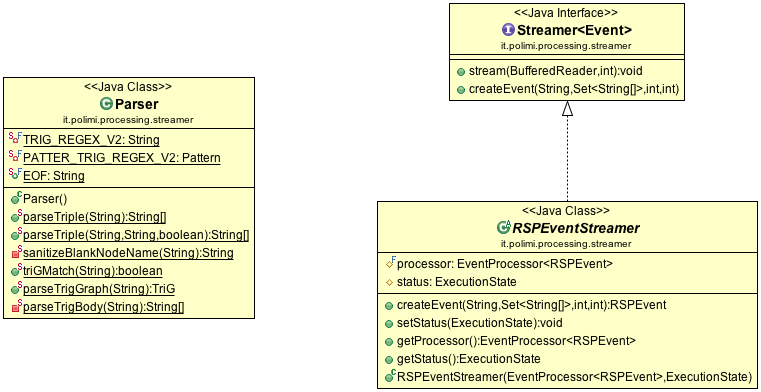 <<Java Interface>>
Streamer<Event>
it.polimi.processing.streamer
stream(BufferedReader,int):void
createEvent(String,Set<String[]>,int,int)
<<Java Class>>
Parser
it.polimi.processing.streamer
TRIG_REGEX_V2: String
PATTER_TRIG_REGEX_V2: Pattern
EOF: String
Parser()
parseTriple(String):String[]
parseTriple(String,String,boolean):String[]
sanitizeBlankNodeName(String):String
triGMatch(String):boolean
parseTrigGraph(String):TriG
parseTrigBody(String):String[]
<<Java Class>>
RSPEventStreamer
it.polimi.processing.streamer
processor: EventProcessor<RSPEvent>
status: ExecutionState
createEvent(String,Set<String[]>,int,int):RSPEvent
setStatus(ExecutionState):void
getProcessor():EventProcessor<RSPEvent>
getStatus():ExecutionState
RSPEventStreamer(EventProcessor<RSPEvent>,ExecutionState)